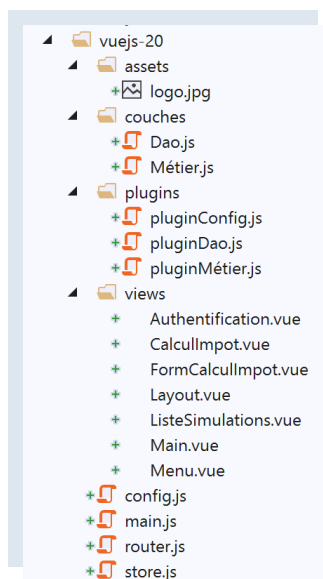 vuejs-20
assets
logo.jpg
couches
Dao.js
Métier.js
plugins
pluginConfig.js
pluginDao.js
pluginMétier.js
views
Authentification.vue
CalculImpot.vue
FormCalculImpot.vue
Layout.vue
ListeSimulations.vue
Main.vue
Menu.vue
config.js
main.js
router.js
store.js